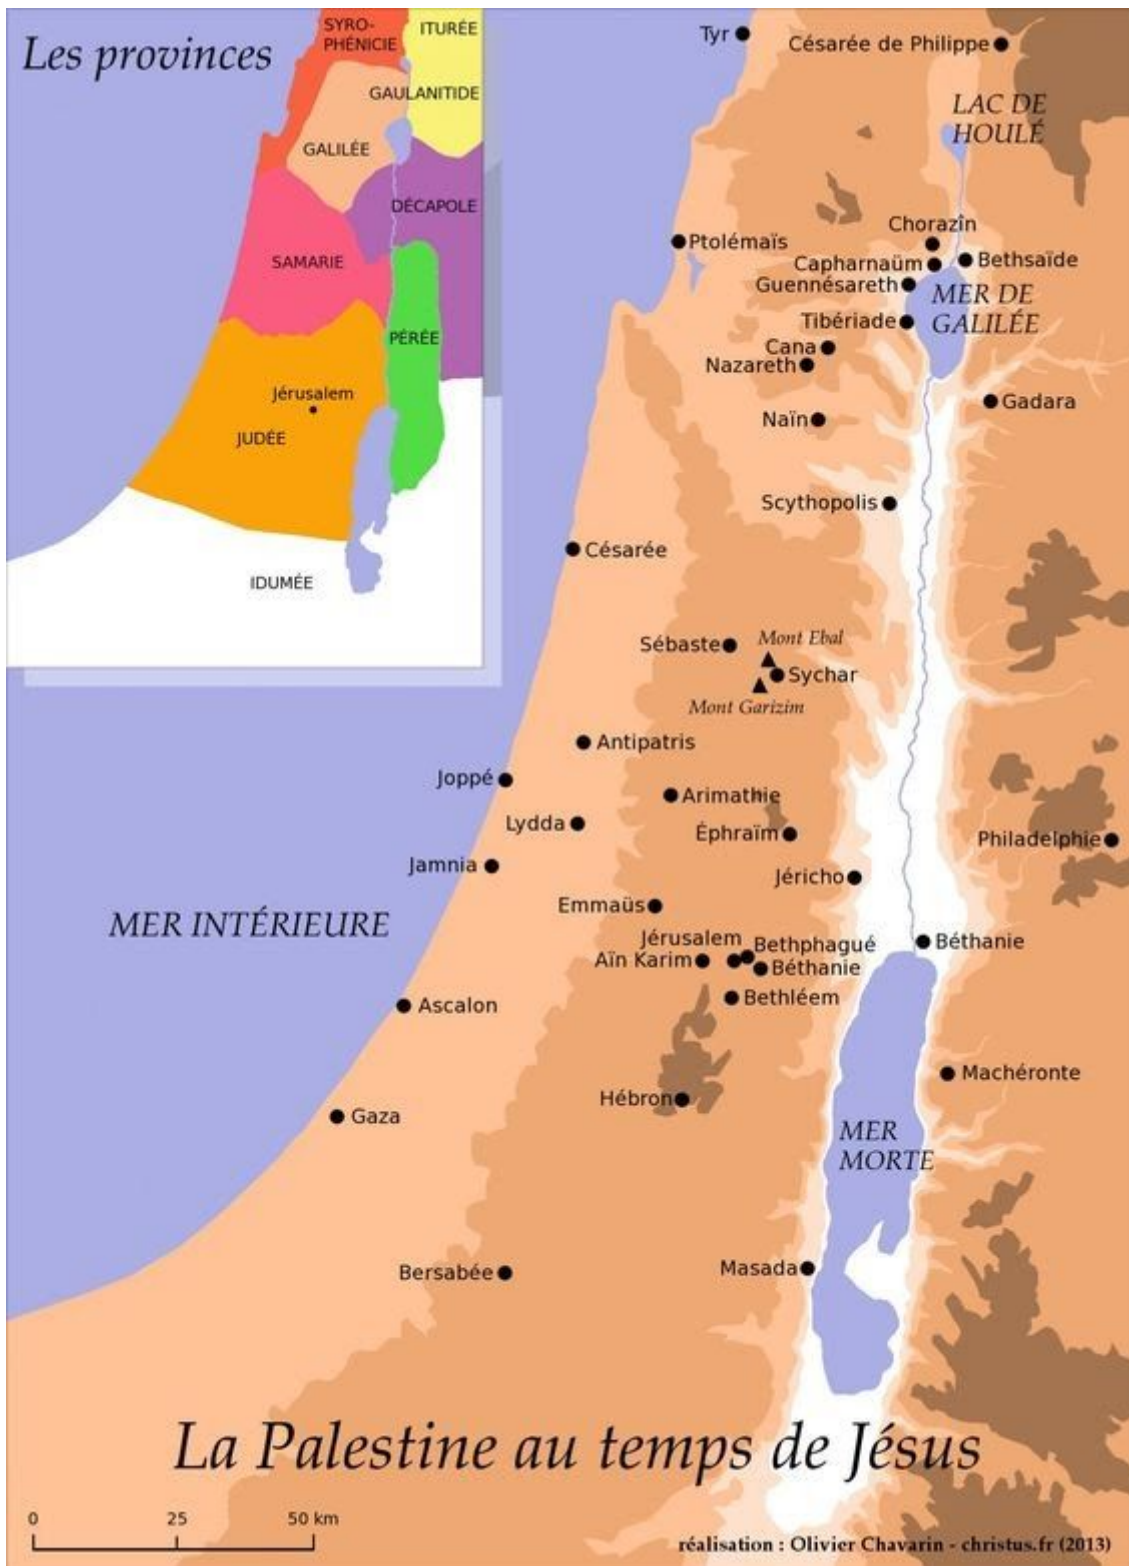 Les provinces
SYRO-
PHÉNICIE
ITURÉE
GAULANITIDE
GALILÉE
DÉCAPOLE
SAMARIE
PÉRÉE
Jérusalem
JUDÉE
IDUMÉE
Tyr
Césarée de Philippe
LAC DE
HOULÉ
Chorazîn
Ptolémaïs
Capharnaüm
Bethsaïde
Guennésareth
MER DE
GALILÉE
Tibériade
Cana
Nazareth
Gadara
Naïn
Scythopolis
Césarée
Sébaste
Mont Ebal
Sychar
Mont Garizim
Antipatris
Joppé
Arimathie
Lydda
Éphraïm
Philadelphie
Jamnia
Jéricho
Emmaüs
MER INTÉRIEURE
Jérusalem
Bethphagué
Béthanie
Aïn Karim
Béthanie
Bethléem
Ascalon
Machéronte
Hébron
Gaza
MER
MORTE
Bersabée
Masada
La Palestine au temps de Jésus
0 25 50 km
réalisation : Olivier Chavarin - christus.fr (2013)